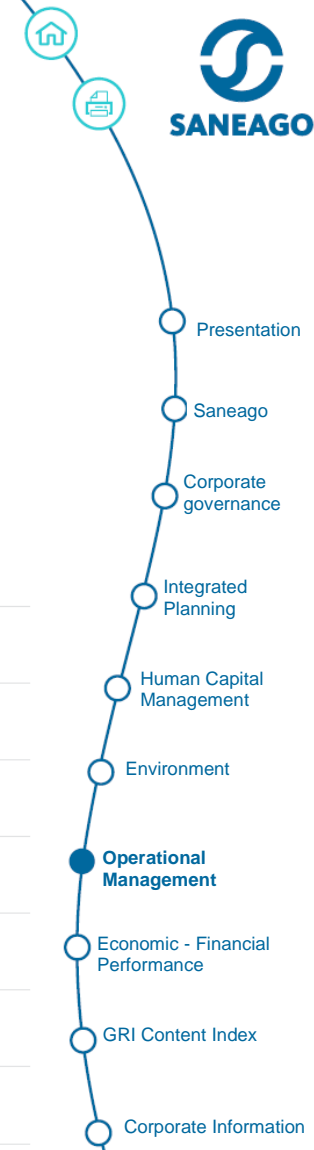 SANEAGO
Presentation
Saneago
Corporate
governance
Integrated
Planning
Human Capital
Management
Environment
Operational
Management
Economic - Financial
Performance
GRI Content Index
Corporate Information